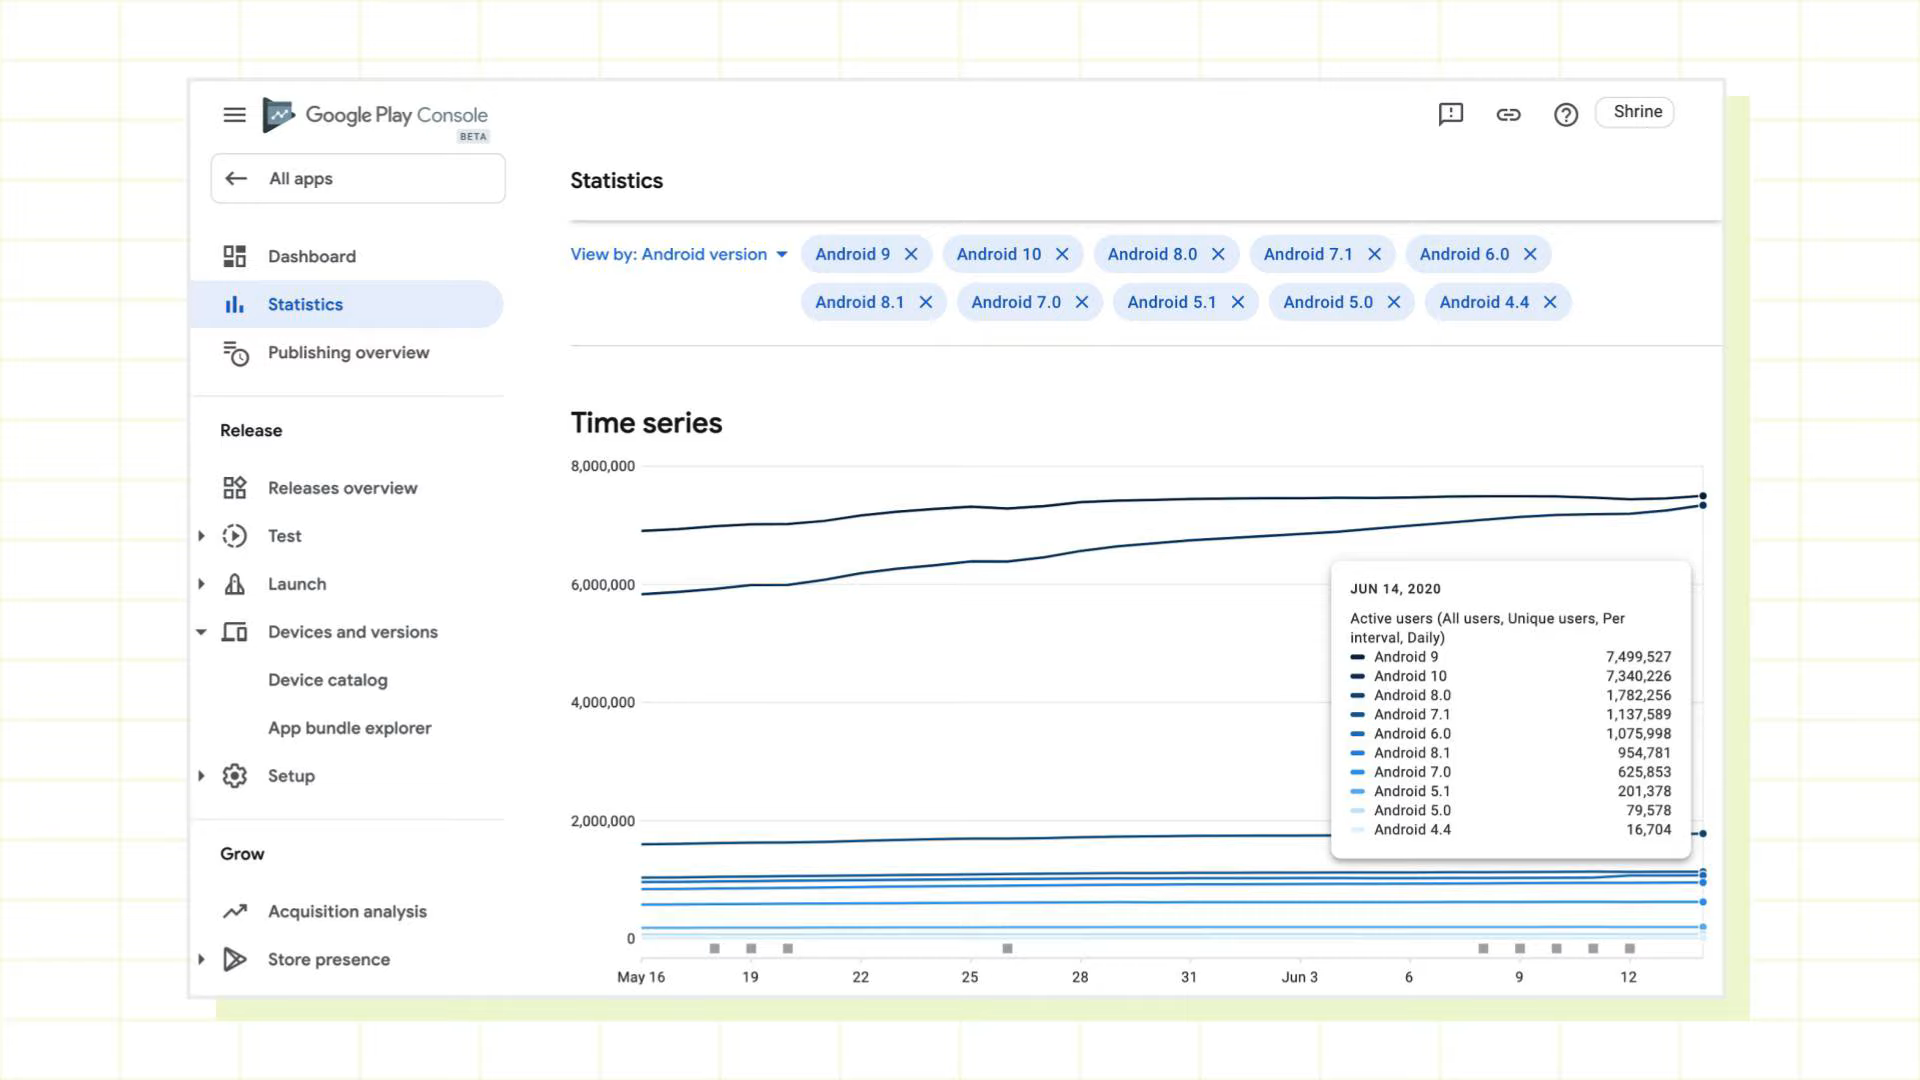 Google Play Console
BETA
Shrine
All apps
Dashboard
Statistics
Publishing overview
Release
Releases overview
Test
Launch
Devices and versions
Device catalog
App bundle explorer
Setup
Grow
Acquisition analysis
Store presence
Statistics
View by: Android version
Android 9
Android 10
Android 8.0
Android 7.1
Android 6.0
Android 8.1
Android 7.0
Android 5.1
Android 5.0
Android 4.4
Time series
8,000,000
6,000,000
4,000,000
2,000,000
0
May 16
19
22
25
28
31
Jun 3
6
9
12
JUN 14, 2020
Active users (All users, Unique users, Per
interval, Daily)
Android 9 7,499,527
Android 10 7,340,226
Android 8.0 1,782,256
Android 7.1 1,137,589
Android 6.0 1,075,998
Android 8.1 954,781
Android 7.0 625,853
Android 5.1 201,378
Android 5.0 79,578
Android 4.4 16,704